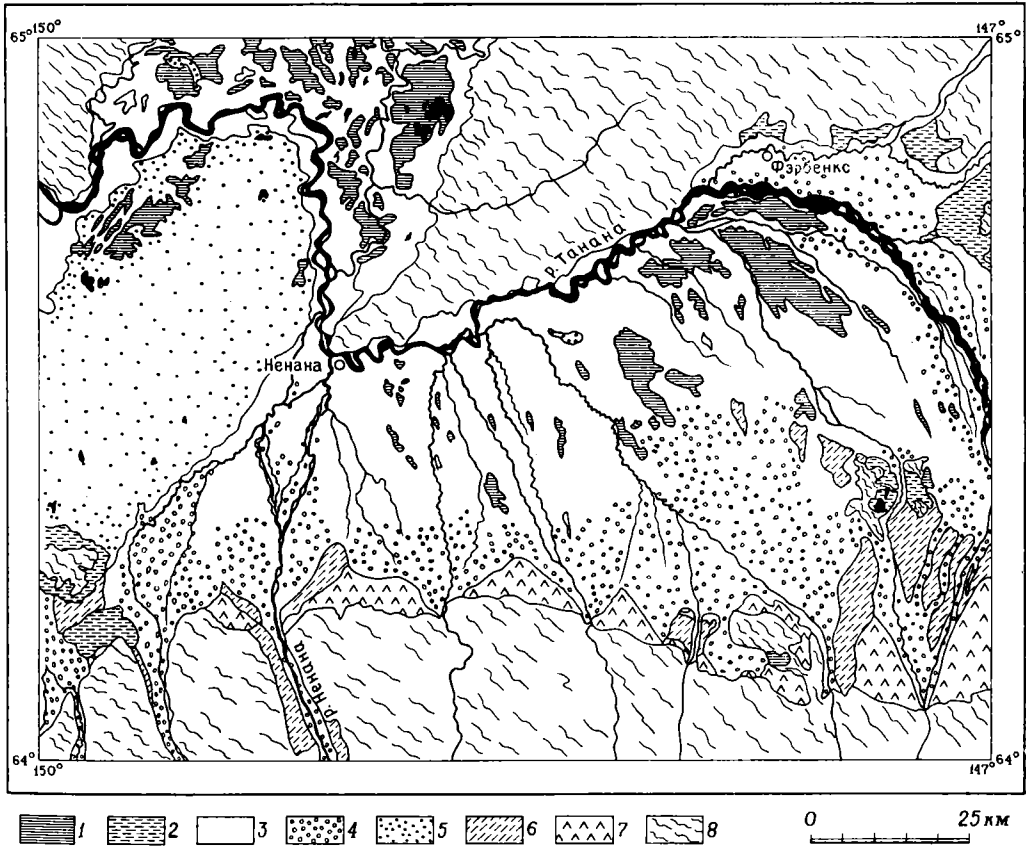 65° 150° 147° 65°
Фэрбенкс
р. Танана
Ненана
р. Ненана
64° 150° 147° 64°
1 2 3 4 5 6 7 8 0 25 км